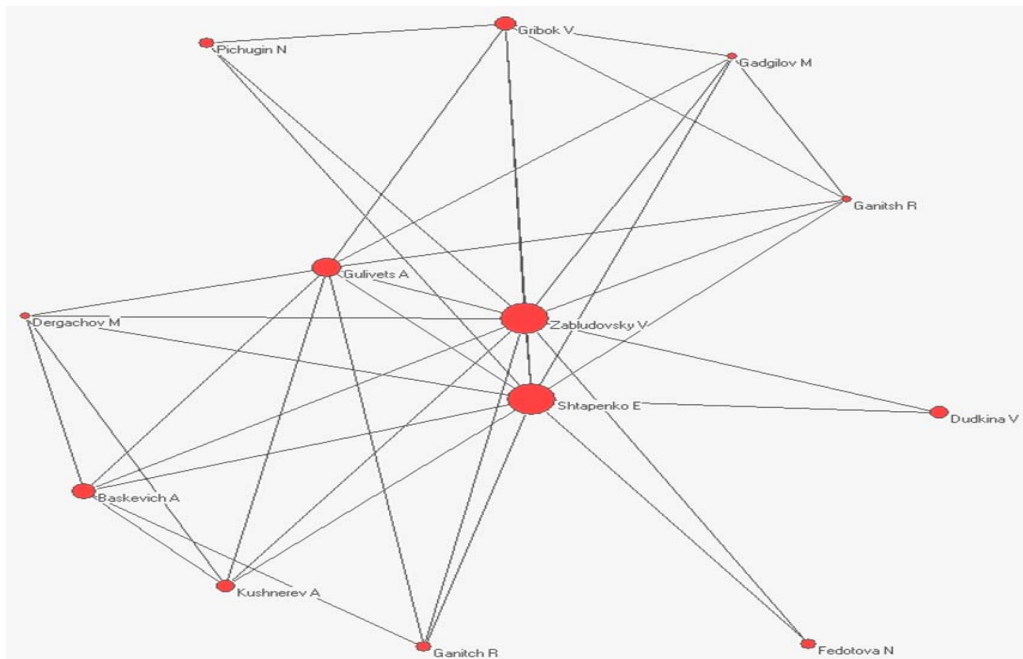 Gribok V
Pichugin N
Gadgilov M
Ganitsh R
Gulivets A
Dergachov M
Zabludovsky V
Shtapenko E
Dudkina V
Baskevich A
Kushnerev A
Ganitch R
Fedotova N